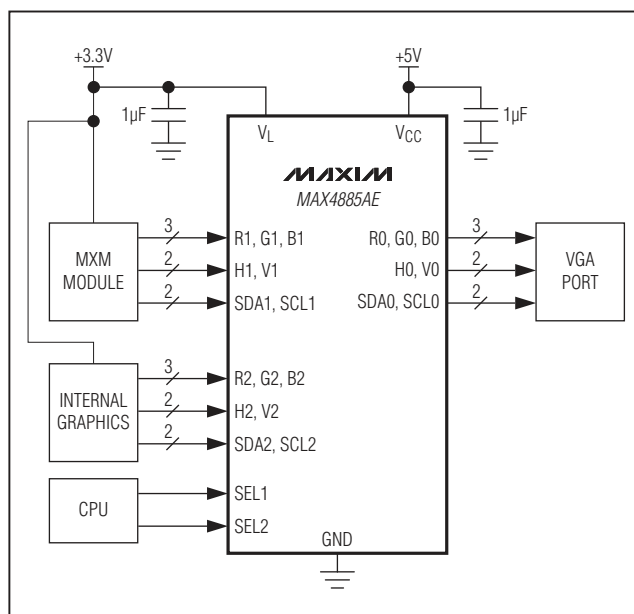 +3.3V
+5V
1µF
1µF
VL
VCC
MAXIM
MAX4885AE
MXM
MODULE
3
2
2
R1, G1, B1
H1, V1
SDA1, SCL1
R0, G0, B0
H0, V0
SDA0, SCL0
3
2
2
VGA
PORT
INTERNAL
GRAPHICS
3
2
2
R2, G2, B2
H2, V2
SDA2, SCL2
CPU
SEL1
SEL2
GND